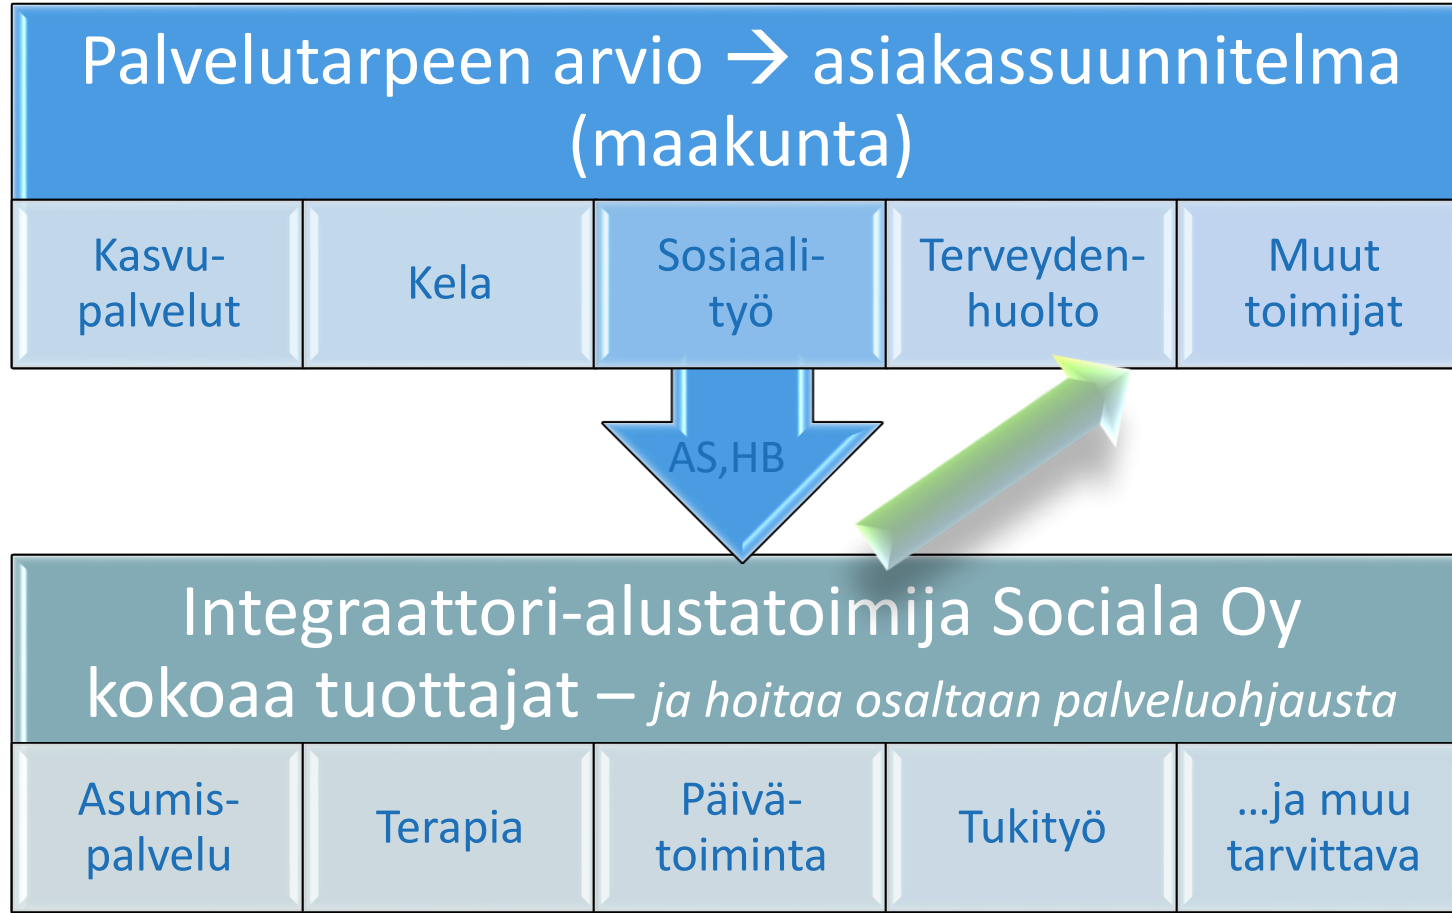 Palvelutarpeen arvio → asiakassuunnitelma
(maakunta)
Kasvu-
palvelut
Kela
Sosiaali-
työ
Terveyden-
huolto
Muut
toimijat
AS,HB
Integraattori-alustatoimija Sociala Oy
kokoaa tuottajat – ja hoitaa osaltaan palveluohjausta
Asumis-
palvelu
Terapia
Päivä-
toiminta
Tukityö
...ja muu
tarvittava